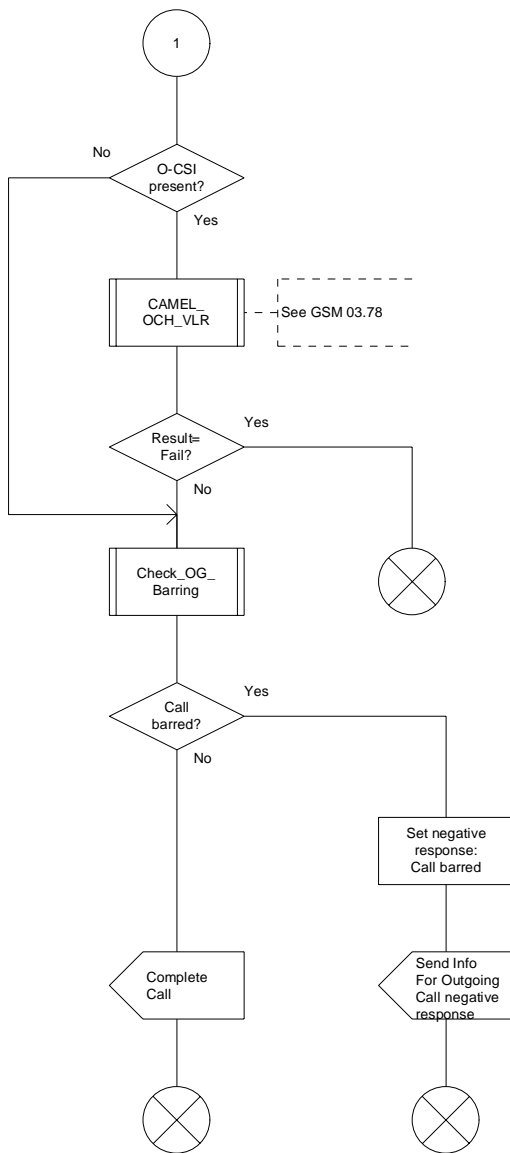 1
No
O-CSI
present?
Yes
CAMEL_
OCH_VLR
See GSM 03.78
Result=
Fail?
Yes
No
Check_OG_
Barring
Call
barred?
Yes
No
Set negative
response:
Call barred
Complete
Call
Send Info
For Outgoing
Call negative
response